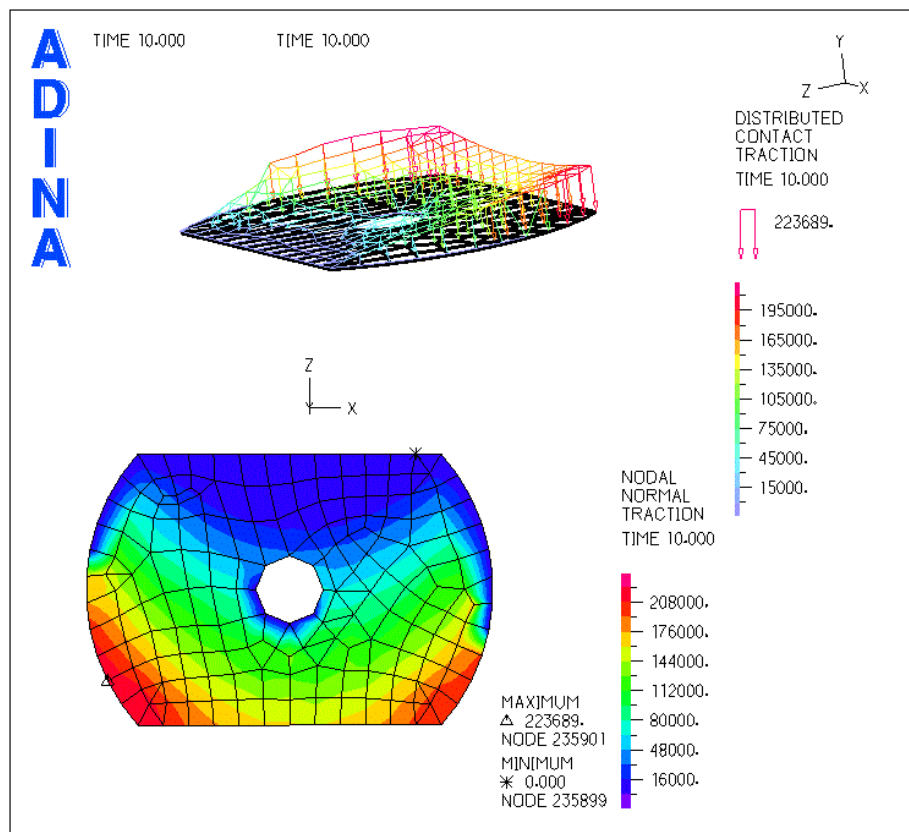 ADINA
TIME 10.000
TIME 10.000
Y
Z
X
DISTRIBUTED
CONTACT
TRACTION
TIME 10.000
223689.
195000.
165000.
135000.
105000.
75000.
45000.
15000.
Z
Y
X
NODAL
NORMAL
TRACTION
TIME 10.000
208000.
176000.
144000.
112000.
80000.
48000.
16000.
MAXIMUM
Δ 223689.
NODE 235901
MINIMUM
* 0.000
NODE 235899